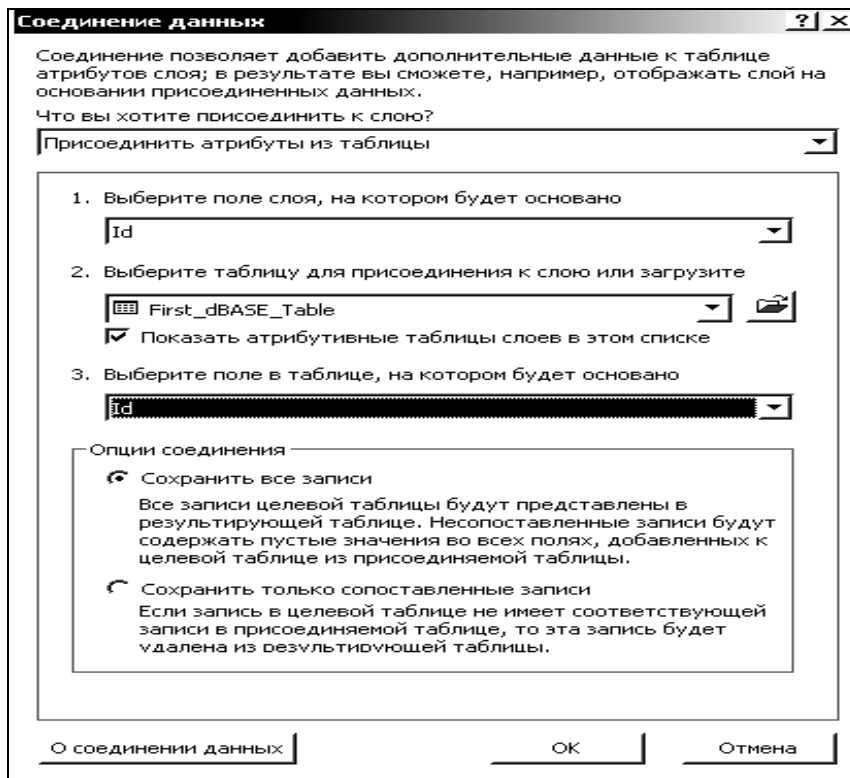 Соединение данных
Соединение позволяет добавить дополнительные данные к таблице
атрибутов слоя; в результате вы сможете, например, отображать слой на
основании присоединенных данных.
Что вы хотите присоединить к слою?
Присоединить атрибуты из таблицы
1. Выберите поле слоя, на котором будет основано
Id
2. Выберите таблицу для присоединения к слою или загрузите
First_dBASE_Table
Показать атрибутивные таблицы слоев в этом списке
3. Выберите поле в таблице, на котором будет основано
Id
Опции соединения
Сохранить все записи
Все записи целевой таблицы будут представлены в
результирующей таблице. Несопоставленные записи будут
содержать пустые значения во всех полях, добавленных к
целевой таблице из присоединяемой таблицы.
Сохранить только сопоставленные записи
Если запись в целевой таблице не имеет соответствующей
записи в присоединяемой таблице, то эта запись будет
удалена из результирующей таблицы.
О соединении данных
OK
Отмена